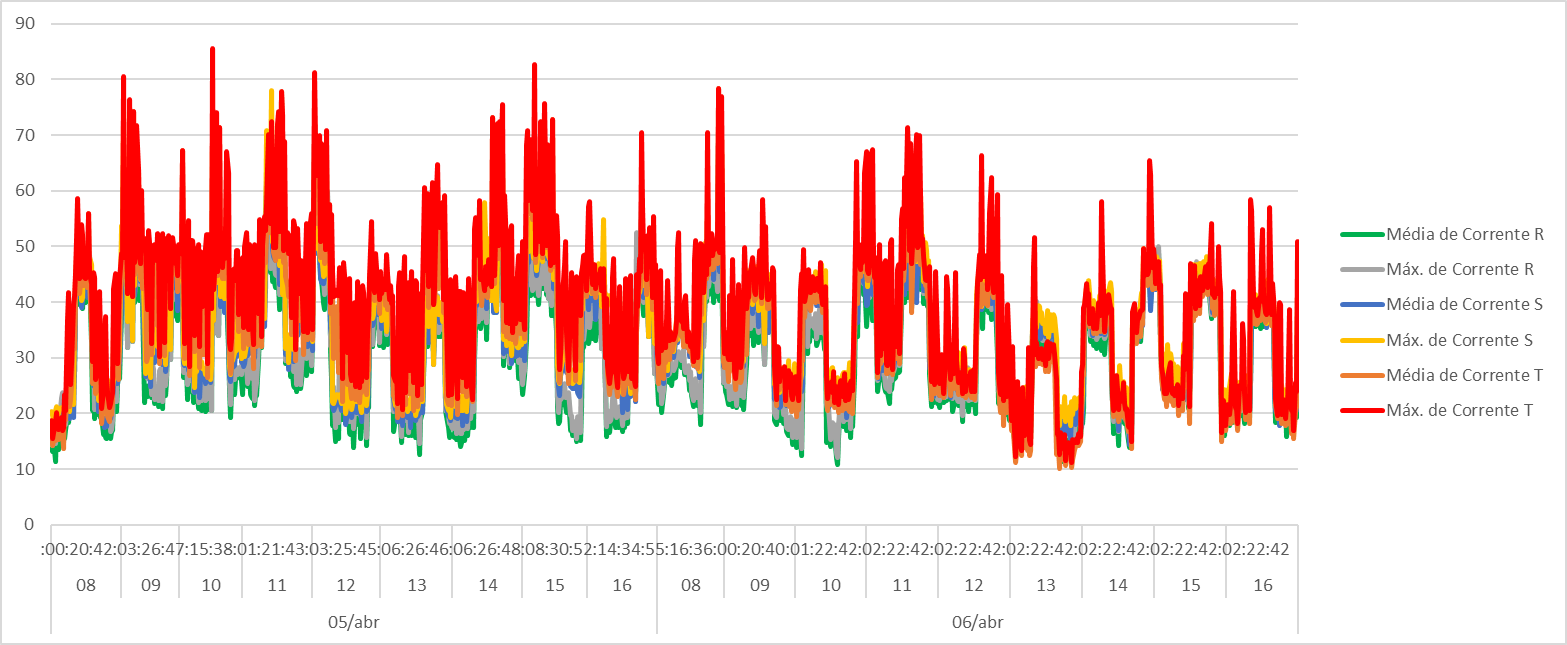 90
80
70
60
50
40
30
20
10
0
:00:20:42:03:26:47:15:38:01:21:43:03:25:45:06:26:46:06:26:48:08:30:52:14:34:55:16:36:00:20:40:01:22:42:02:22:42:02:22:42:02:22:42:02:22:42:02:22:42:02:22:42
08 09 10 11 12 13 14 15 16 08 09 10 11 12 13 14 15 16
05/abr 06/abr
Média de Corrente R
Máx. de Corrente R
Média de Corrente S
Máx. de Corrente S
Média de Corrente T
Máx. de Corrente T